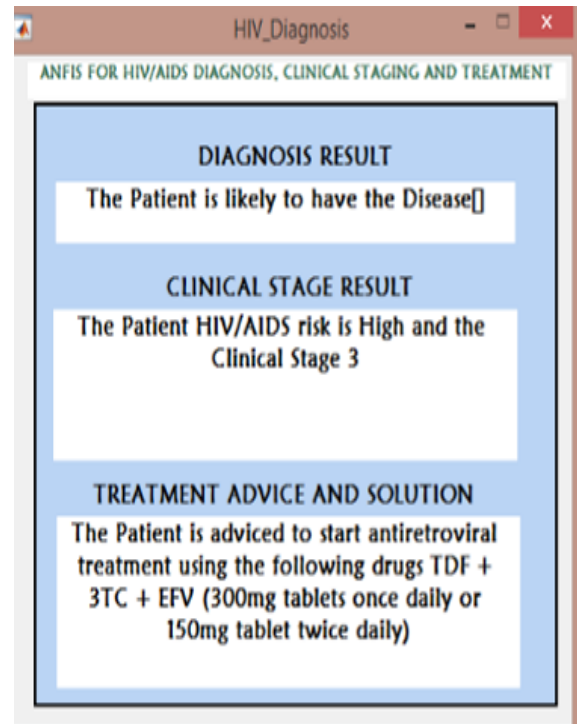 HIV_Diagnosis
ANFIS FOR HIV/AIDS DIAGNOSIS, CLINICAL STAGING AND TREATMENT
DIAGNOSIS RESULT
The Patient is likely to have the Disease[]
CLINICAL STAGE RESULT
The Patient HIV/AIDS risk is High and the
Clinical Stage 3
TREATMENT ADVICE AND SOLUTION
The Patient is adviced to start antiretroviral
treatment using the following drugs TDF +
3TC + EFV (300mg tablets once daily or
150mg tablet twice daily)